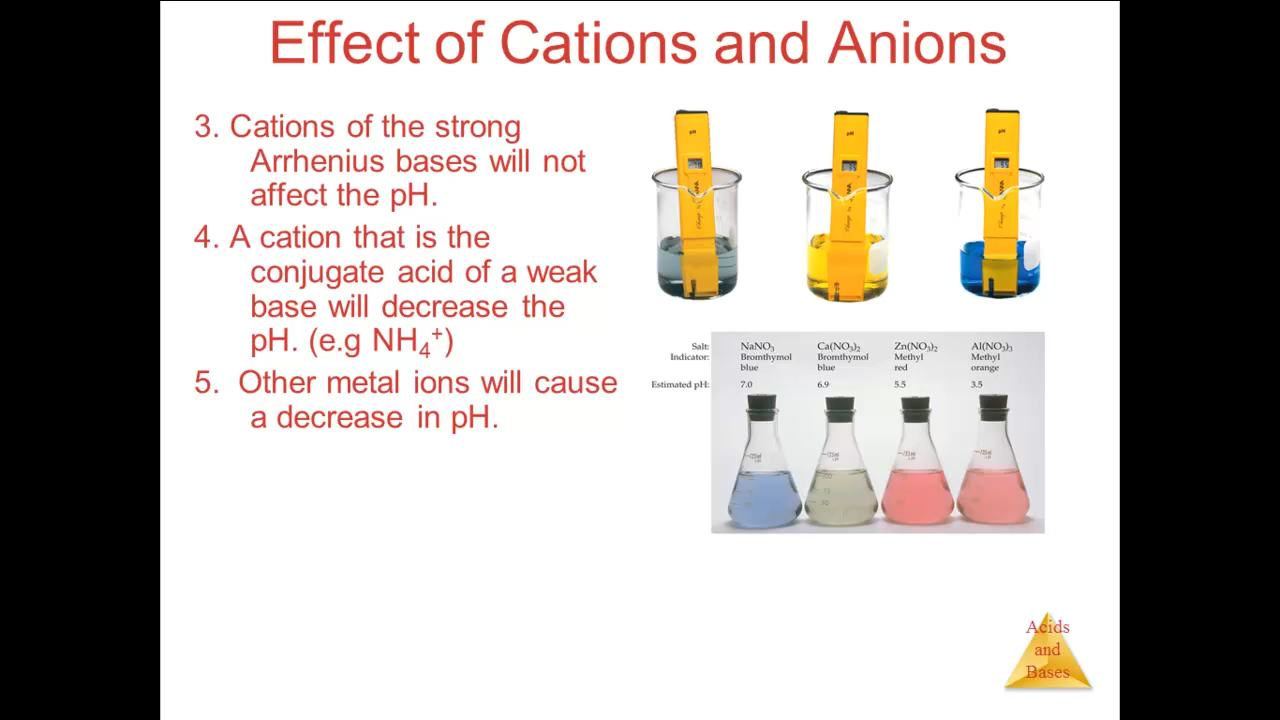 Effect of Cations and Anions
3. Cations of the strong
Arrhenius bases will not
affect the pH.
4. A cation that is the
conjugate acid of a weak
base will decrease the
pH. (e.g NH₄⁺)
5. Other metal ions will cause
a decrease in pH.
pH
pH
pH
Salt: NaNO₃ Ca(NO₃)₂ Zn(NO₃)₂ Al(NO₃)₃
Indicator: Bromthymol Bromthymol Methyl Methyl
blue blue red orange
Estimated pH: 7.0 6.9 5.5 3.5
Acids
and
Bases